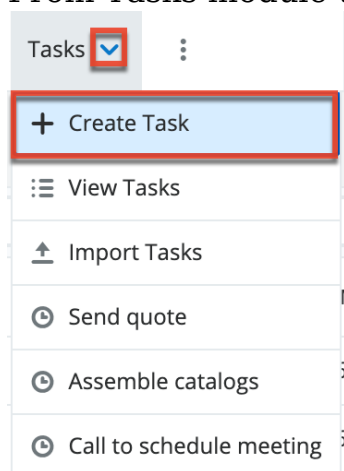 From Tasks module
Tasks
Create Task
View Tasks
Import Tasks
Send quote
Assemble catalogs
Call to schedule meeting